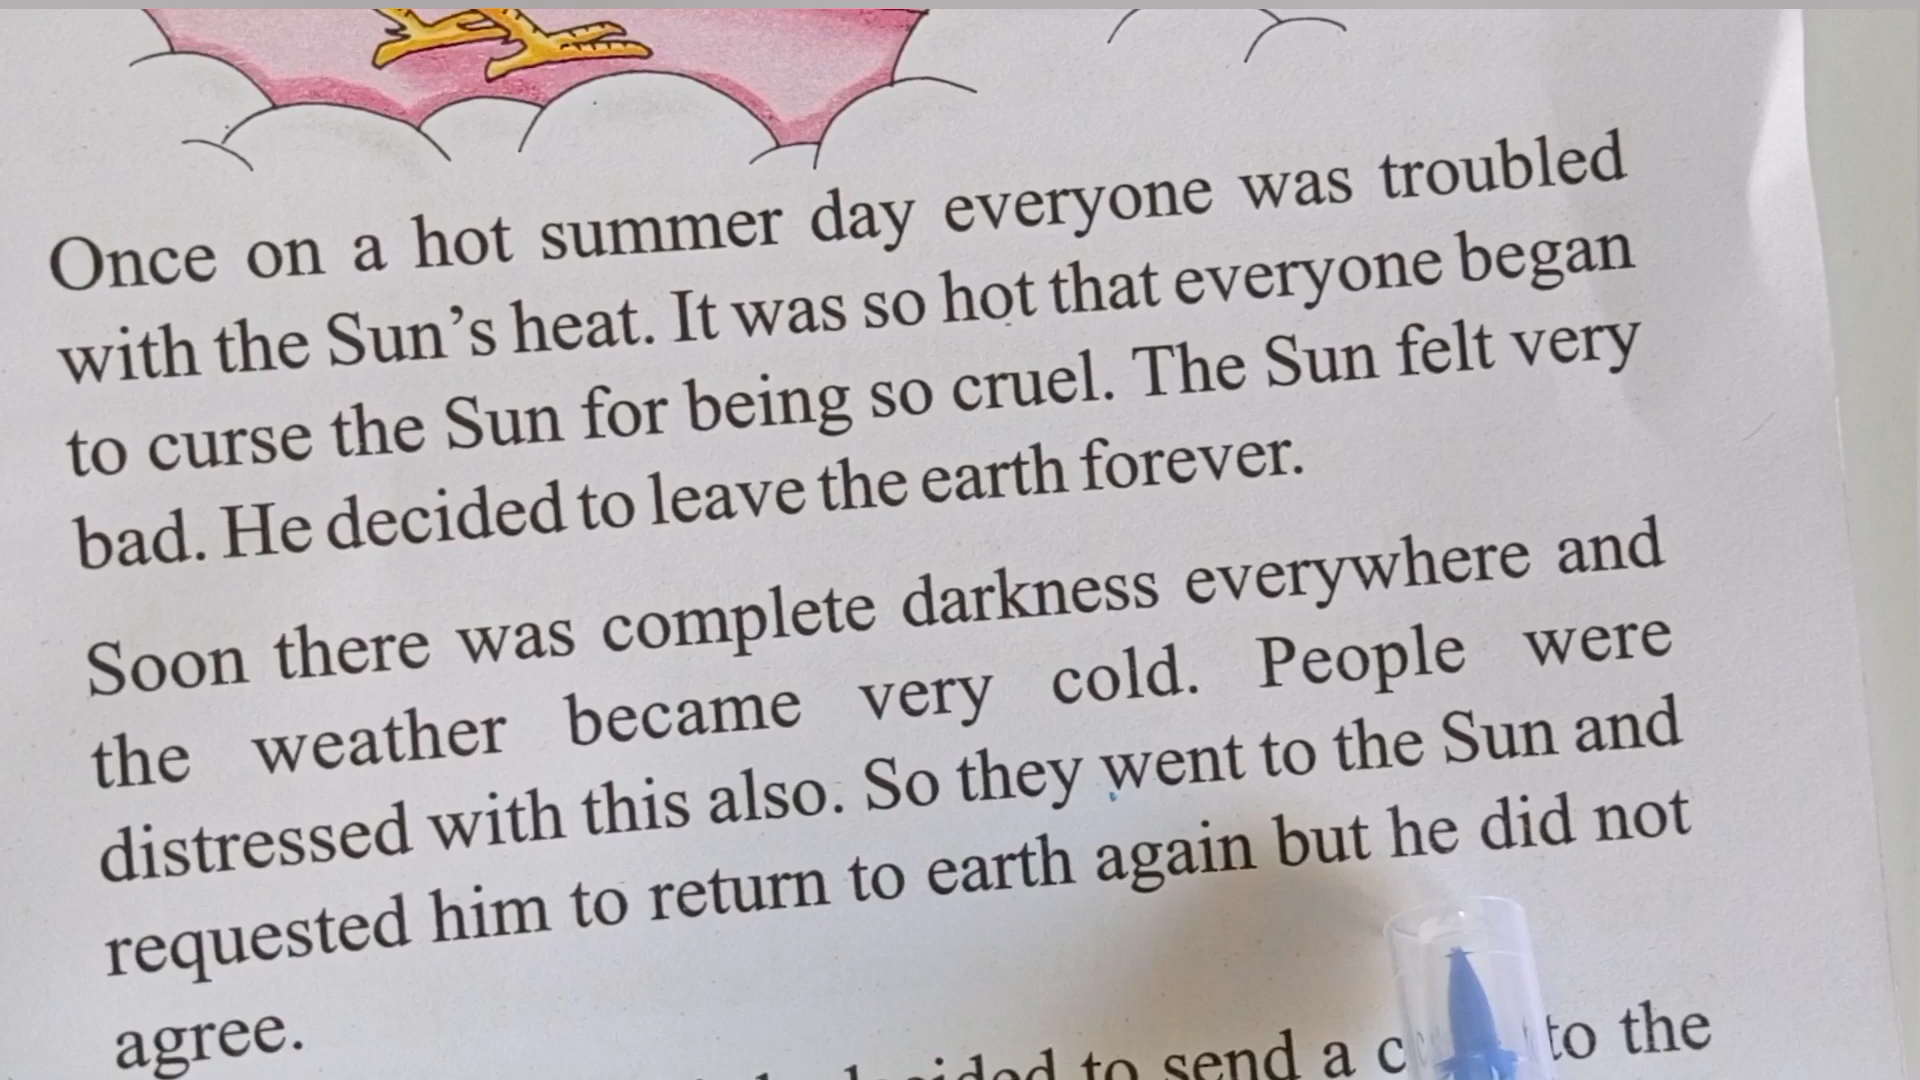 Once on a hot summer day everyone was troubled
with the Sun's heat. It was so hot that everyone began
to curse the Sun for being so cruel. The Sun felt very
bad. He decided to leave the earth forever.
Soon there was complete darkness everywhere and
the weather became very cold. People were
distressed with this also. So they went to the Sun and
requested him to return to earth again but he did not
agree.
decided to send a to the